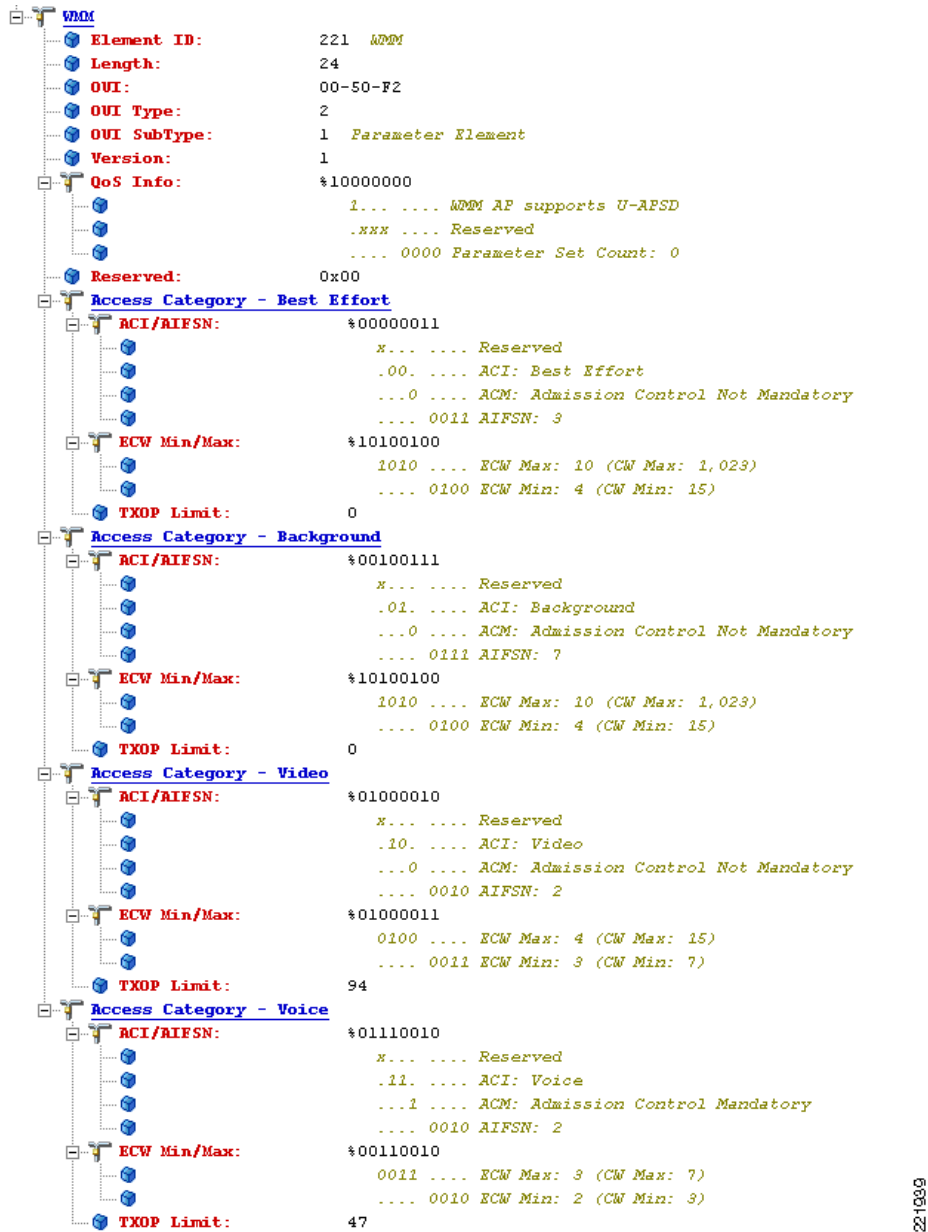 WMM
Element ID: 221 WMM
Length: 24
OUI: 00-50-F2
OUI Type: 2
OUI SubType: 1 Parameter Element
Version: 1
QoS Info: %10000000
1... .... WMM AP supports U-APSD
.xxx .... Reserved
.... 0000 Parameter Set Count: 0
Reserved: 0x00
Access Category - Best Effort
ACI/AIFSN: %00000011
x... .... Reserved
.00. .... ACI: Best Effort
...0 .... ACM: Admission Control Not Mandatory
.... 0011 AIFSN: 3
ECW Min/Max: %10100100
1010 .... ECW Max: 10 (CW Max: 1,023)
.... 0100 ECW Min: 4 (CW Min: 15)
TXOP Limit: 0
Access Category - Background
ACI/AIFSN: %00100111
x... .... Reserved
.01. .... ACI: Background
...0 .... ACM: Admission Control Not Mandatory
.... 0111 AIFSN: 7
ECW Min/Max: %10100100
1010 .... ECW Max: 10 (CW Max: 1,023)
.... 0100 ECW Min: 4 (CW Min: 15)
TXOP Limit: 0
Access Category - Video
ACI/AIFSN: %01000010
x... .... Reserved
.10. .... ACI: Video
...0 .... ACM: Admission Control Not Mandatory
.... 0010 AIFSN: 2
ECW Min/Max: %01000011
0100 .... ECW Max: 4 (CW Max: 15)
.... 0011 ECW Min: 3 (CW Min: 7)
TXOP Limit: 94
Access Category - Voice
ACI/AIFSN: %01110010
x... .... Reserved
.11. .... ACI: Voice
...1 .... ACM: Admission Control Mandatory
.... 0010 AIFSN: 2
ECW Min/Max: %00110010
0011 .... ECW Max: 3 (CW Max: 7)
.... 0010 ECW Min: 2 (CW Min: 3)
TXOP Limit: 47
221939